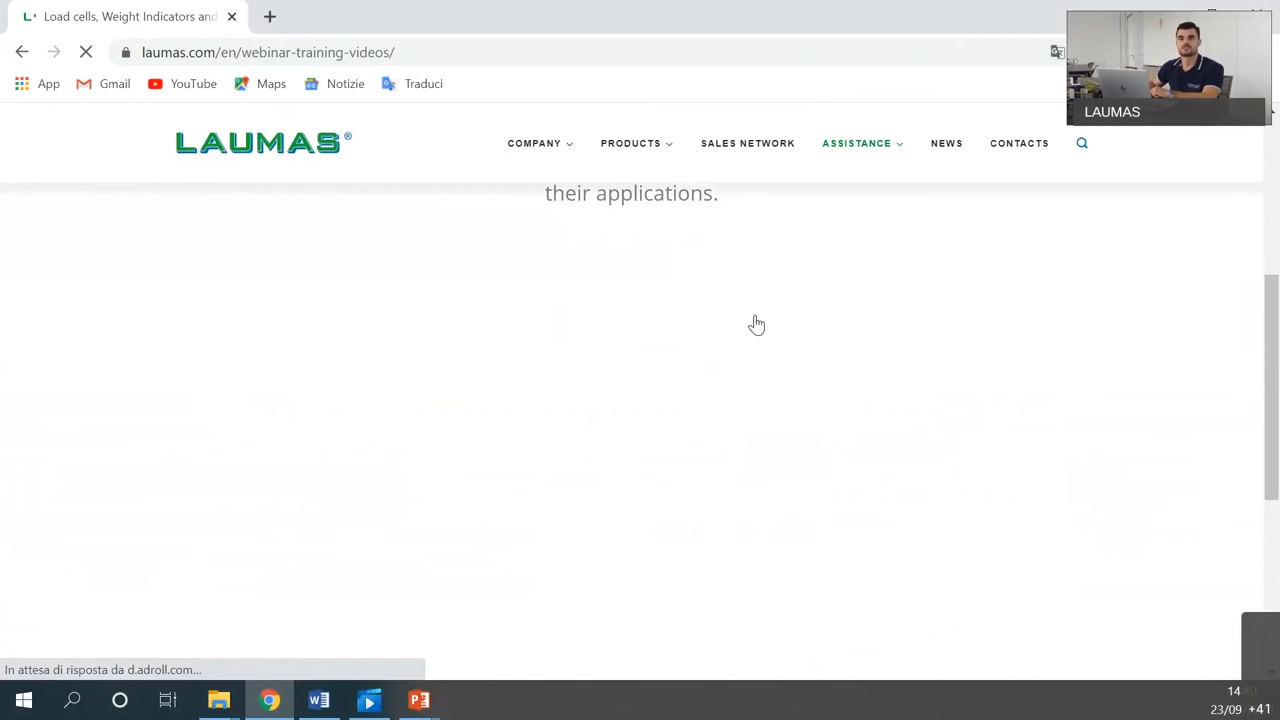 Load cells, Weight Indicators and
laumas.com/en/webinar-training-videos/
App Gmail YouTube Maps Notizie Traduci
LAUMAS
LAUMAS®
COMPANY PRODUCTS SALES NETWORK ASSISTANCE NEWS CONTACTS
their applications.
In attesa di risposta da d.adroll.com...
23/09 +41